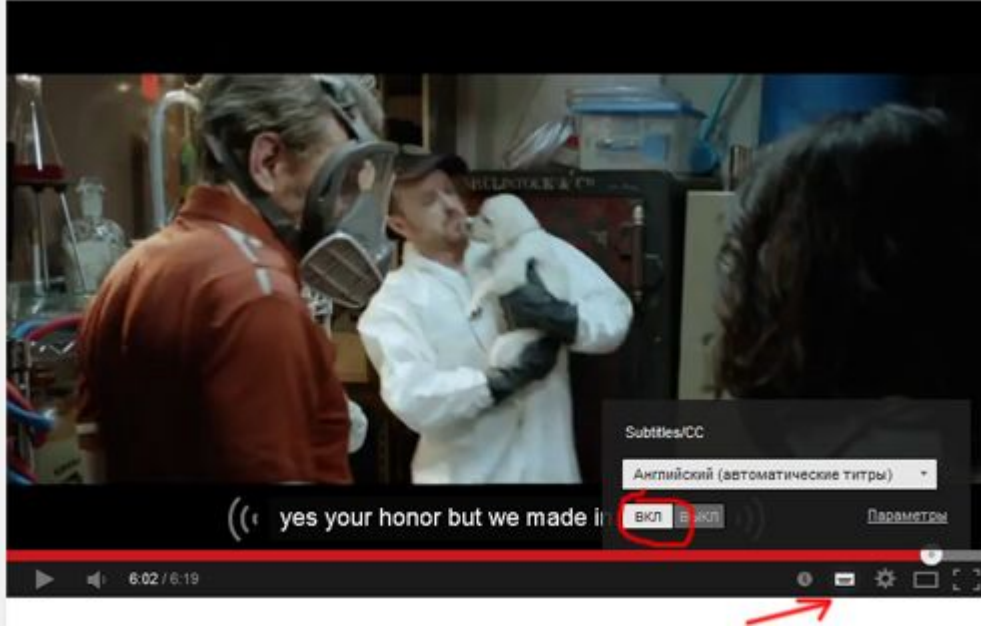 Subtitles/CC
Английский (автоматические титры)
yes your honor but we made in
вкл выкл
Параметры
6:02 / 6:19